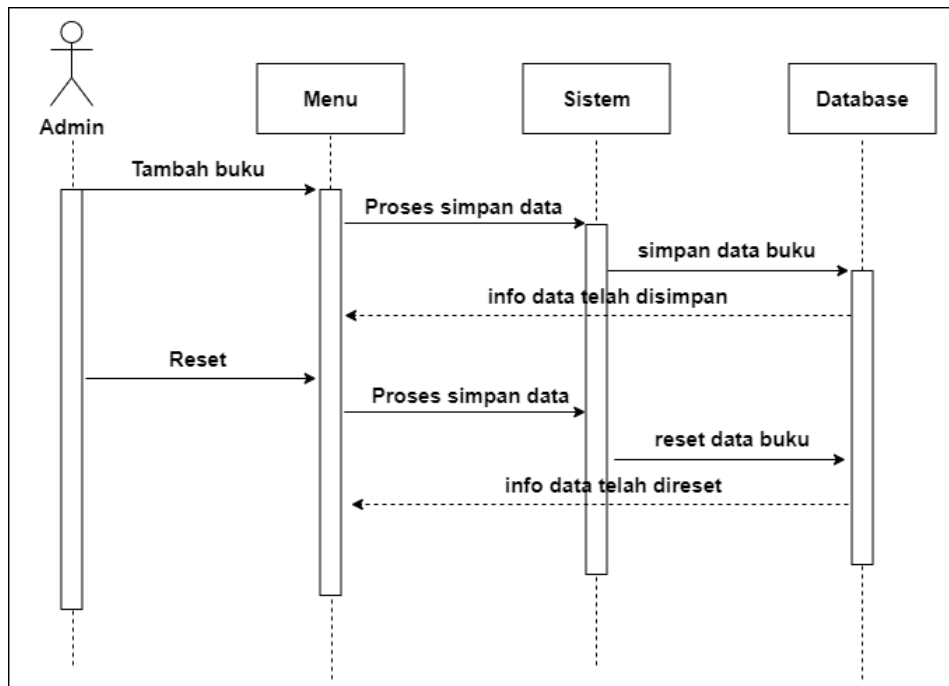 Admin
Menu
Sistem
Database
Tambah buku
Proses simpan data
simpan data buku
info data telah disimpan
Reset
Proses simpan data
reset data buku
info data telah direset